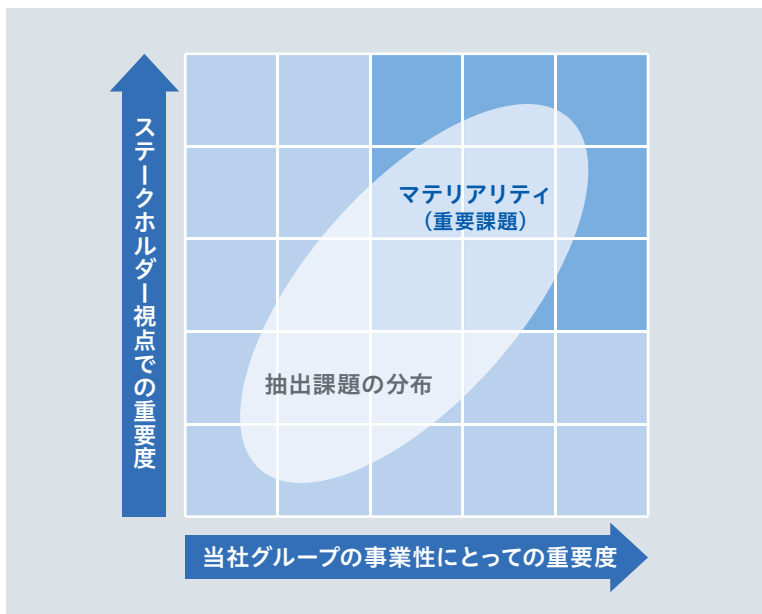 ステークホルダー視点での重要度
マテリアリティ
（重要課題）
抽出課題の分布
当社グループの事業性にとっての重要度